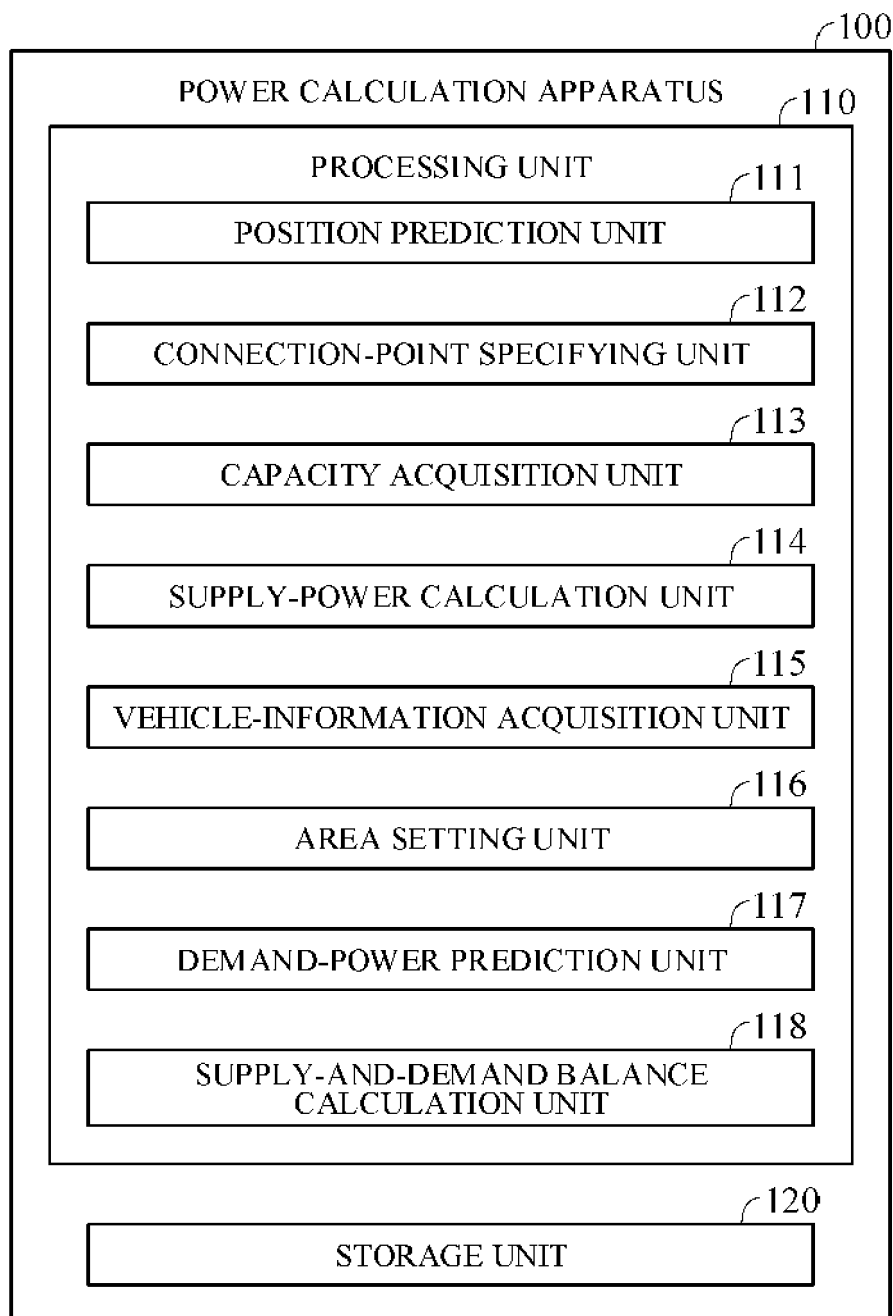 100
POWER CALCULATION APPARATUS
110
PROCESSING UNIT
111
POSITION PREDICTION UNIT
112
CONNECTION-POINT SPECIFYING UNIT
113
CAPACITY ACQUISITION UNIT
114
SUPPLY-POWER CALCULATION UNIT
115
VEHICLE-INFORMATION ACQUISITION UNIT
116
AREA SETTING UNIT
117
DEMAND-POWER PREDICTION UNIT
118
SUPPLY-AND-DEMAND BALANCE
CALCULATION UNIT
120
STORAGE UNIT